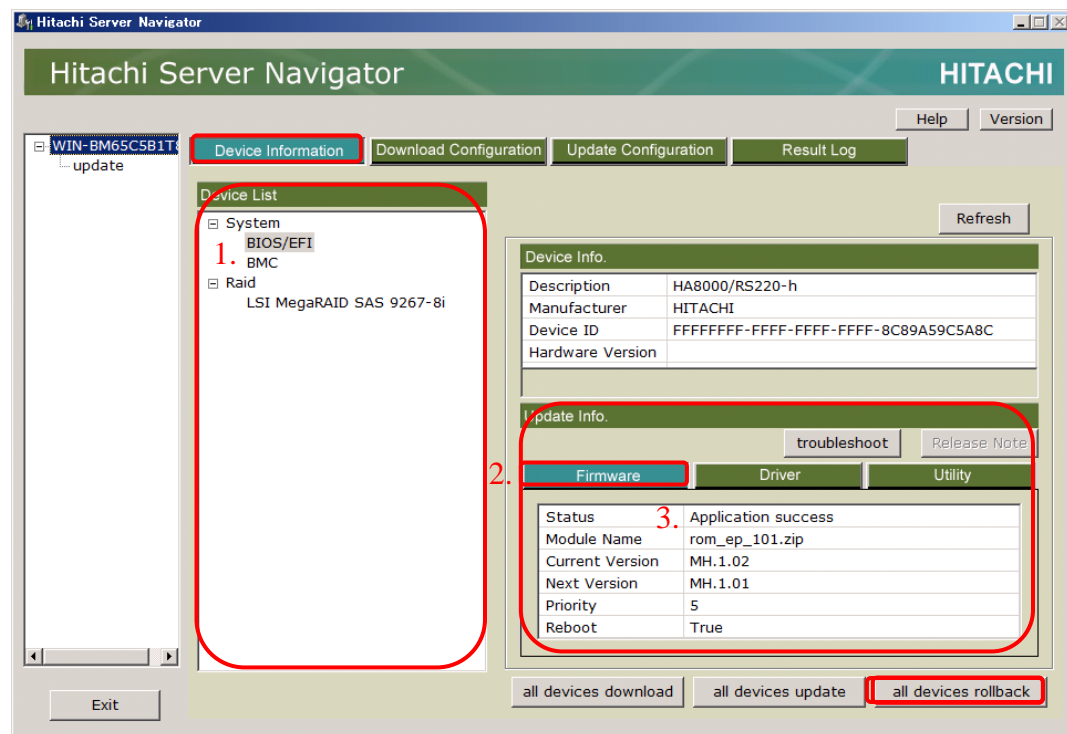 Hitachi Server Navigator
Hitachi Server Navigator
HITACHI
Help
Version
WIN-BM65C5B1T8
update
Device Information
Download Configuration
Update Configuration
Result Log
Device List
System
BIOS/EFI
1.
BMC
Raid
LSI MegaRAID SAS 9267-8i
Refresh
Device Info.
Description HA8000/RS220-h
Manufacturer HITACHI
Device ID FFFFFFFF-FFFF-FFFF-FFFF-8C89A59C5A8C
Hardware Version
Update Info.
troubleshoot
Release Note
2.
Firmware
Driver
Utility
3.
Status Application success
Module Name rom_ep_101.zip
Current Version MH.1.02
Next Version MH.1.01
Priority 5
Reboot True
all devices download
all devices update
all devices rollback
Exit